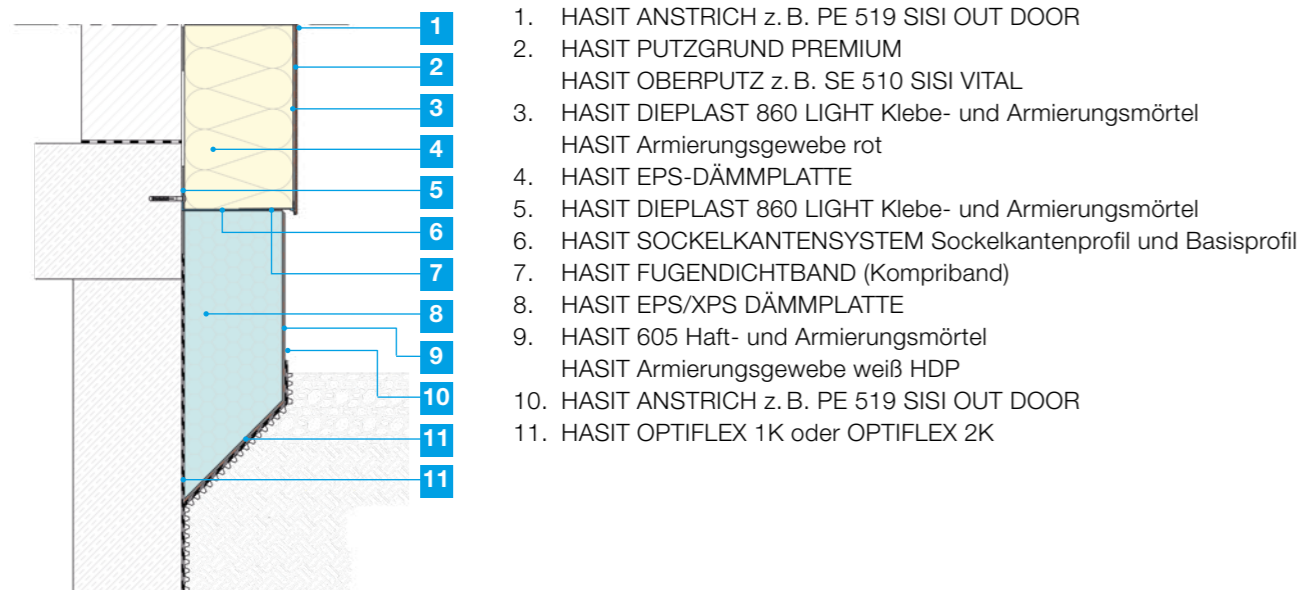 1
2
3
4
5
6
7
8
9
10
11
11
1. HASIT ANSTRICH z. B. PE 519 SISI OUT DOOR
2. HASIT PUTZGRUND PREMIUM
HASIT OBERPUTZ z. B. SE 510 SISI VITAL
3. HASIT DIEPLAST 860 LIGHT Klebe- und Armierungsmörtel
HASIT Armierungsgewebe rot
4. HASIT EPS-DÄMMPLATTE
5. HASIT DIEPLAST 860 LIGHT Klebe- und Armierungsmörtel
6. HASIT SOCKELKANTENSYSTEM Sockelkantenprofil und Basisprofil
7. HASIT FUGENDICHTBAND (Kompriband)
8. HASIT EPS/XPS DÄMMPLATTE
9. HASIT 605 Haft- und Armierungsmörtel
HASIT Armierungsgewebe weiß HDP
10. HASIT ANSTRICH z. B. PE 519 SISI OUT DOOR
11. HASIT OPTIFLEX 1K oder OPTIFLEX 2K